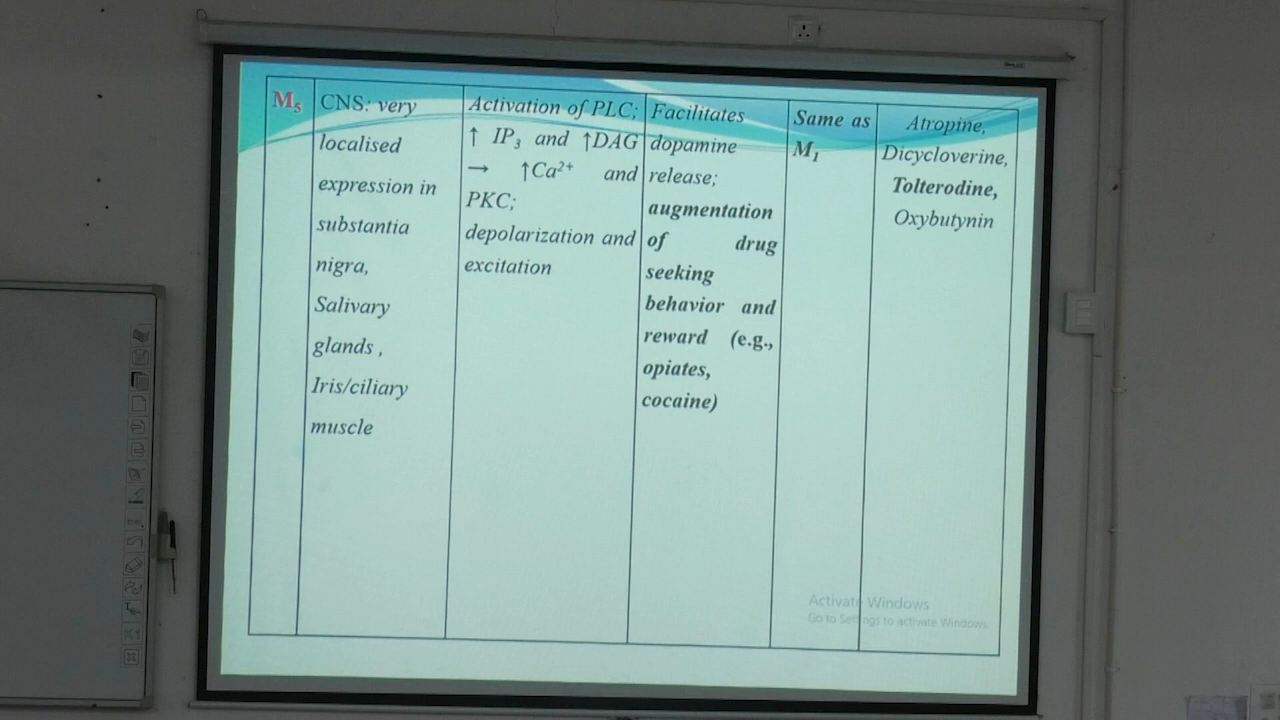 M₅
CNS: very
localised
expression in
substantia
nigra,
Salivary
glands ,
Iris/ciliary
muscle
Activation of PLC;
↑ IP₃ and ↑DAG
→ ↑Ca²⁺ and
PKC;
depolarization and
excitation
Facilitates
dopamine
release;
augmentation
of drug
seeking
behavior and
reward (e.g.,
opiates,
cocaine)
Same as
M₁
Atropine,
Dicycloverine,
Tolterodine,
Oxybutynin
Activate Windows
Go to Settings to activate Windows.